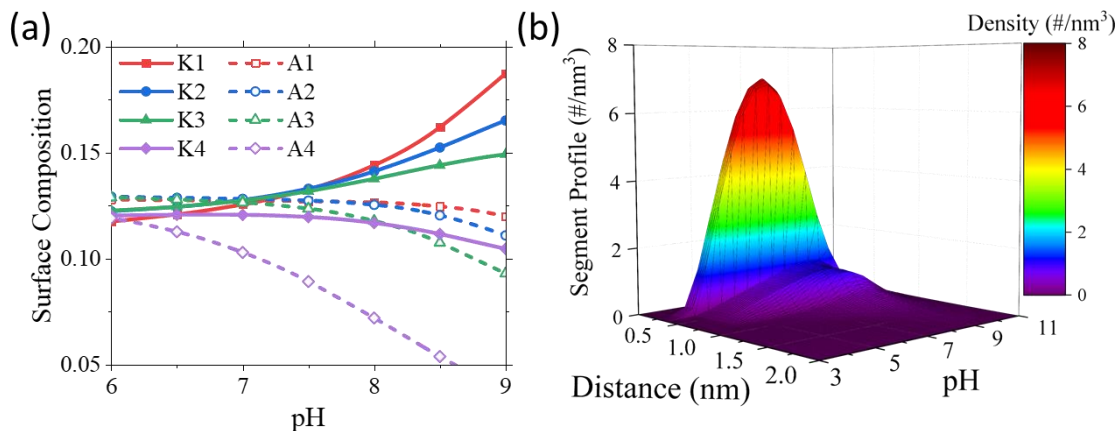 (a)
Surface Composition
0.20
0.15
0.10
0.05
K1 A1
K2 A2
K3 A3
K4 A4
6 7 8 9
pH
(b)
Density (#/nm³)
Segment Profile (#/nm³)
8
6
4
2
0
0.5 1.0 1.5 2.0
Distance (nm)
3 5 7 9 11
pH
8
6
4
2
0